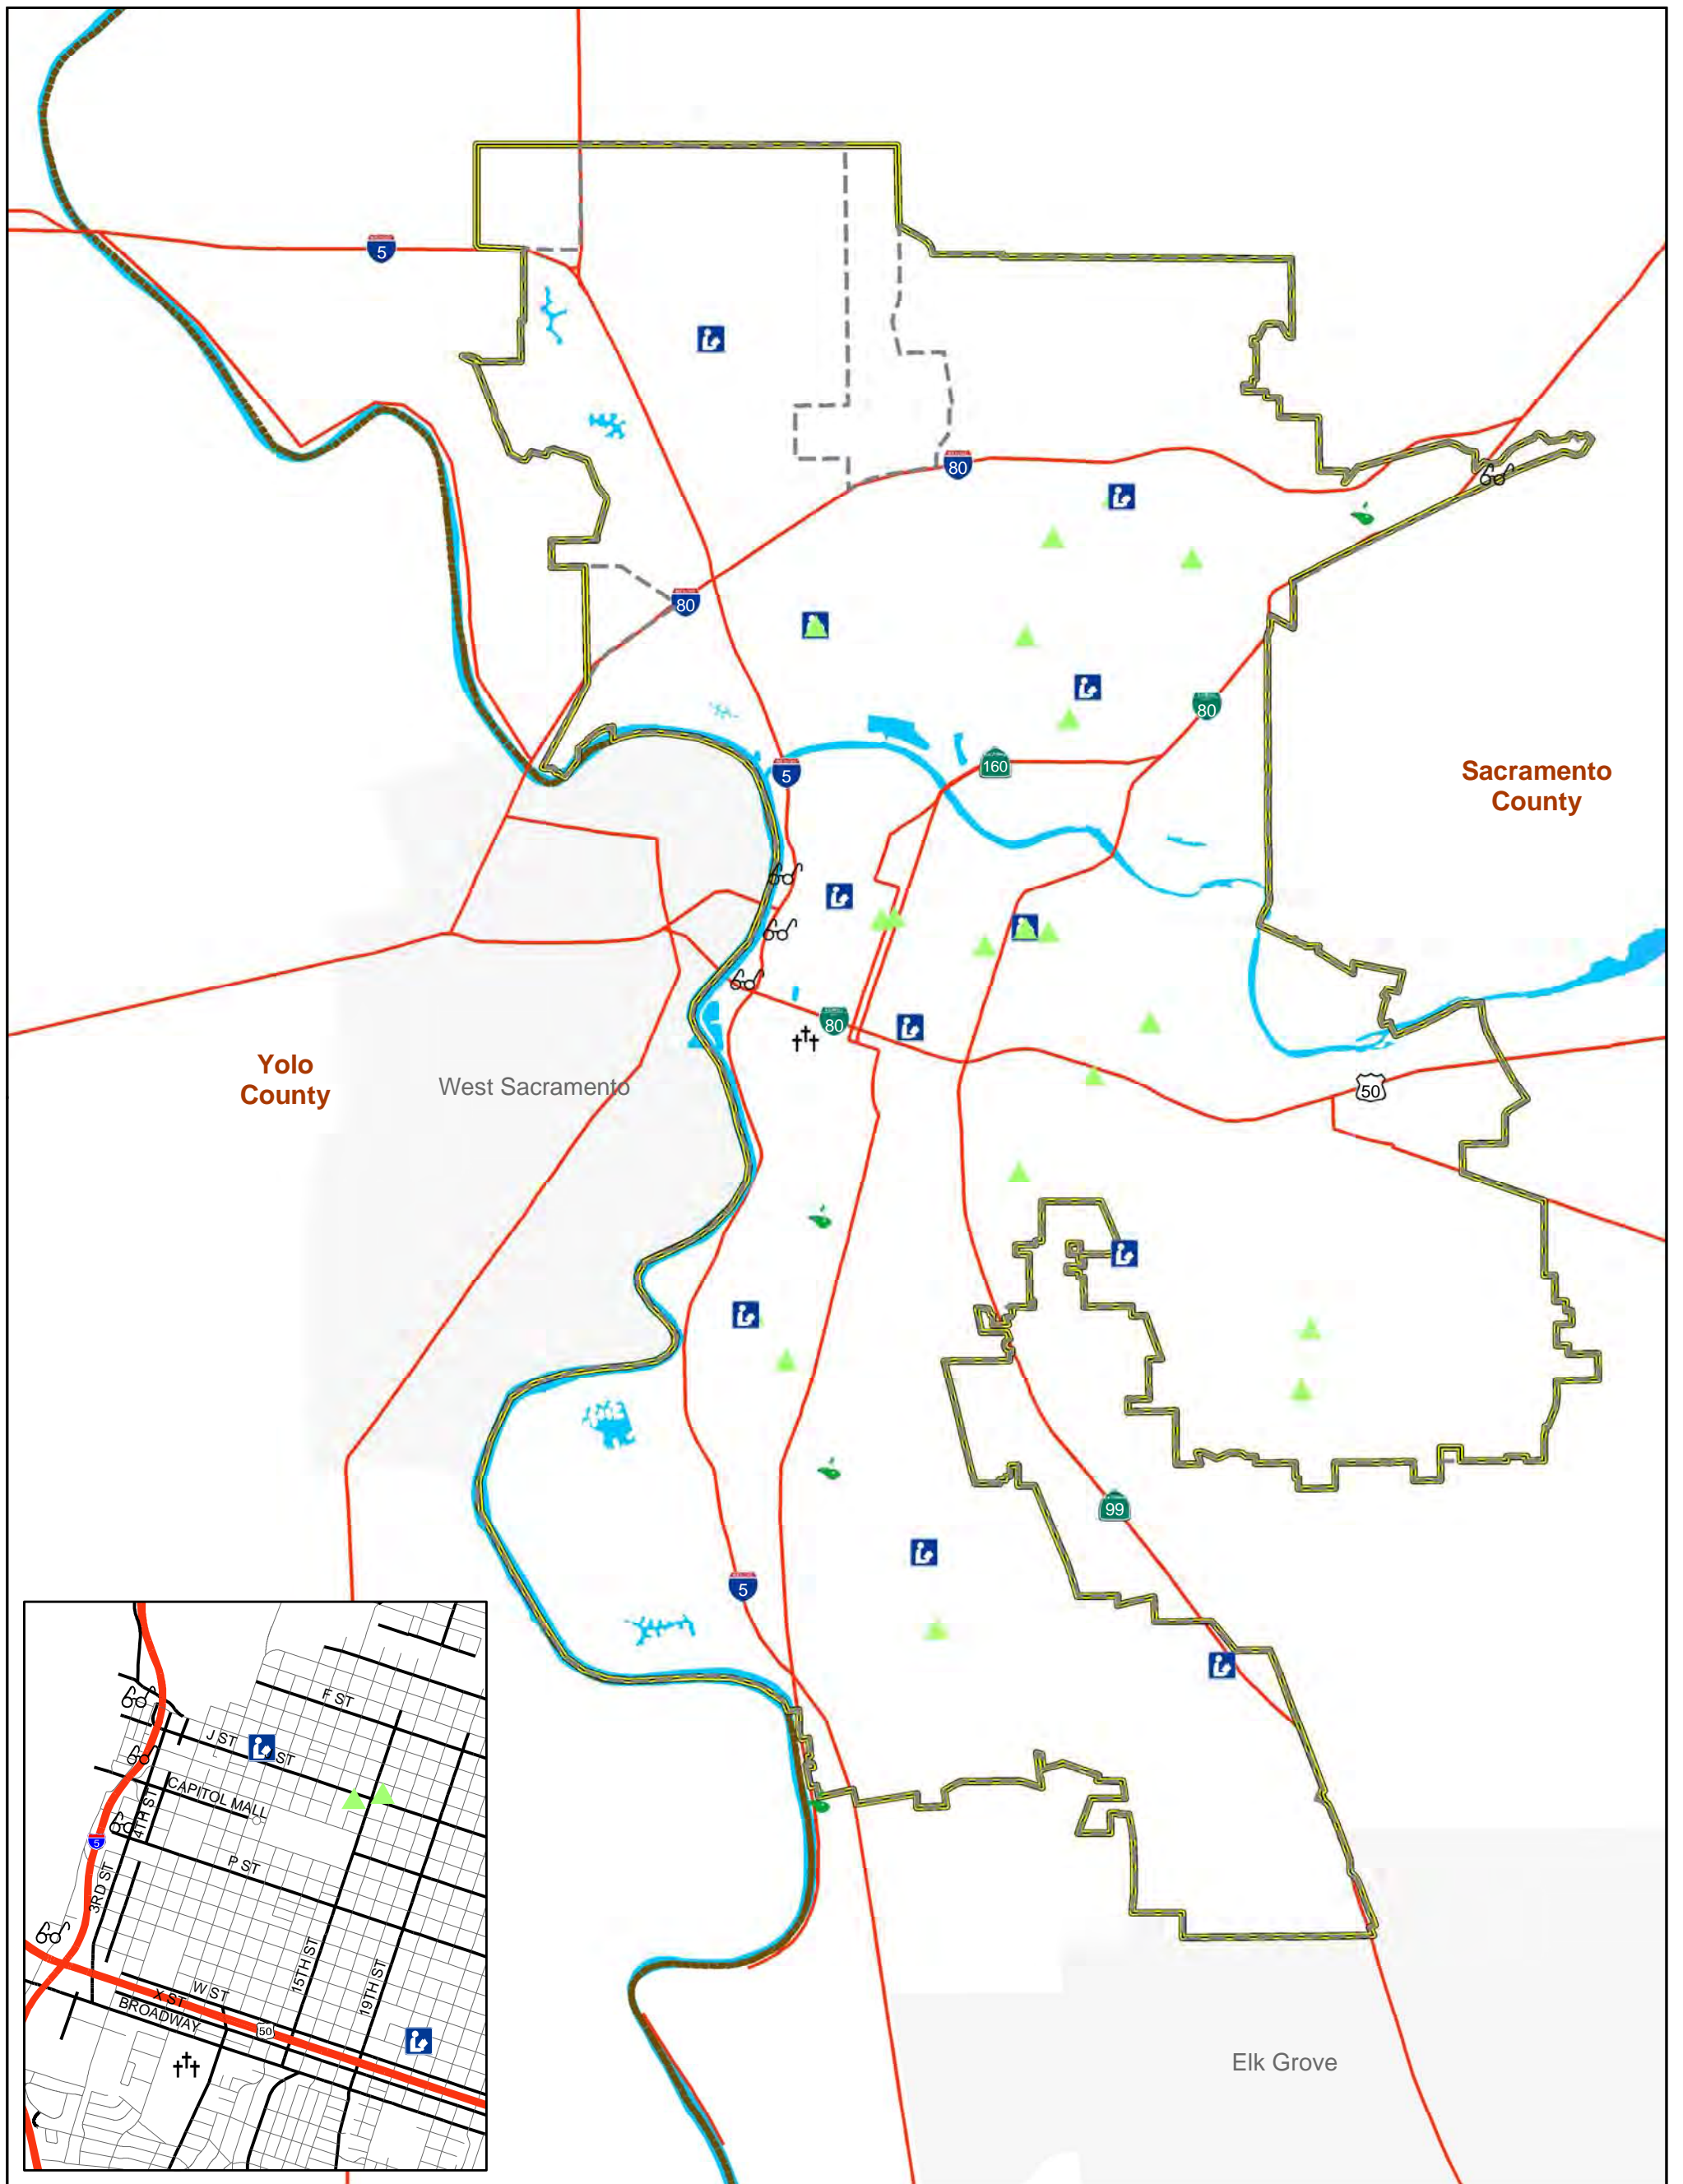 5
80
80
80
160
5
Sacramento
County
80
Yolo
County
West Sacramento
50
99
5
F ST
J ST
ST
CAPITOL MALL
4TH ST
5
P ST
3RD ST
15TH ST
19TH ST
W ST
X ST
BROADWAY
50
Elk Grove